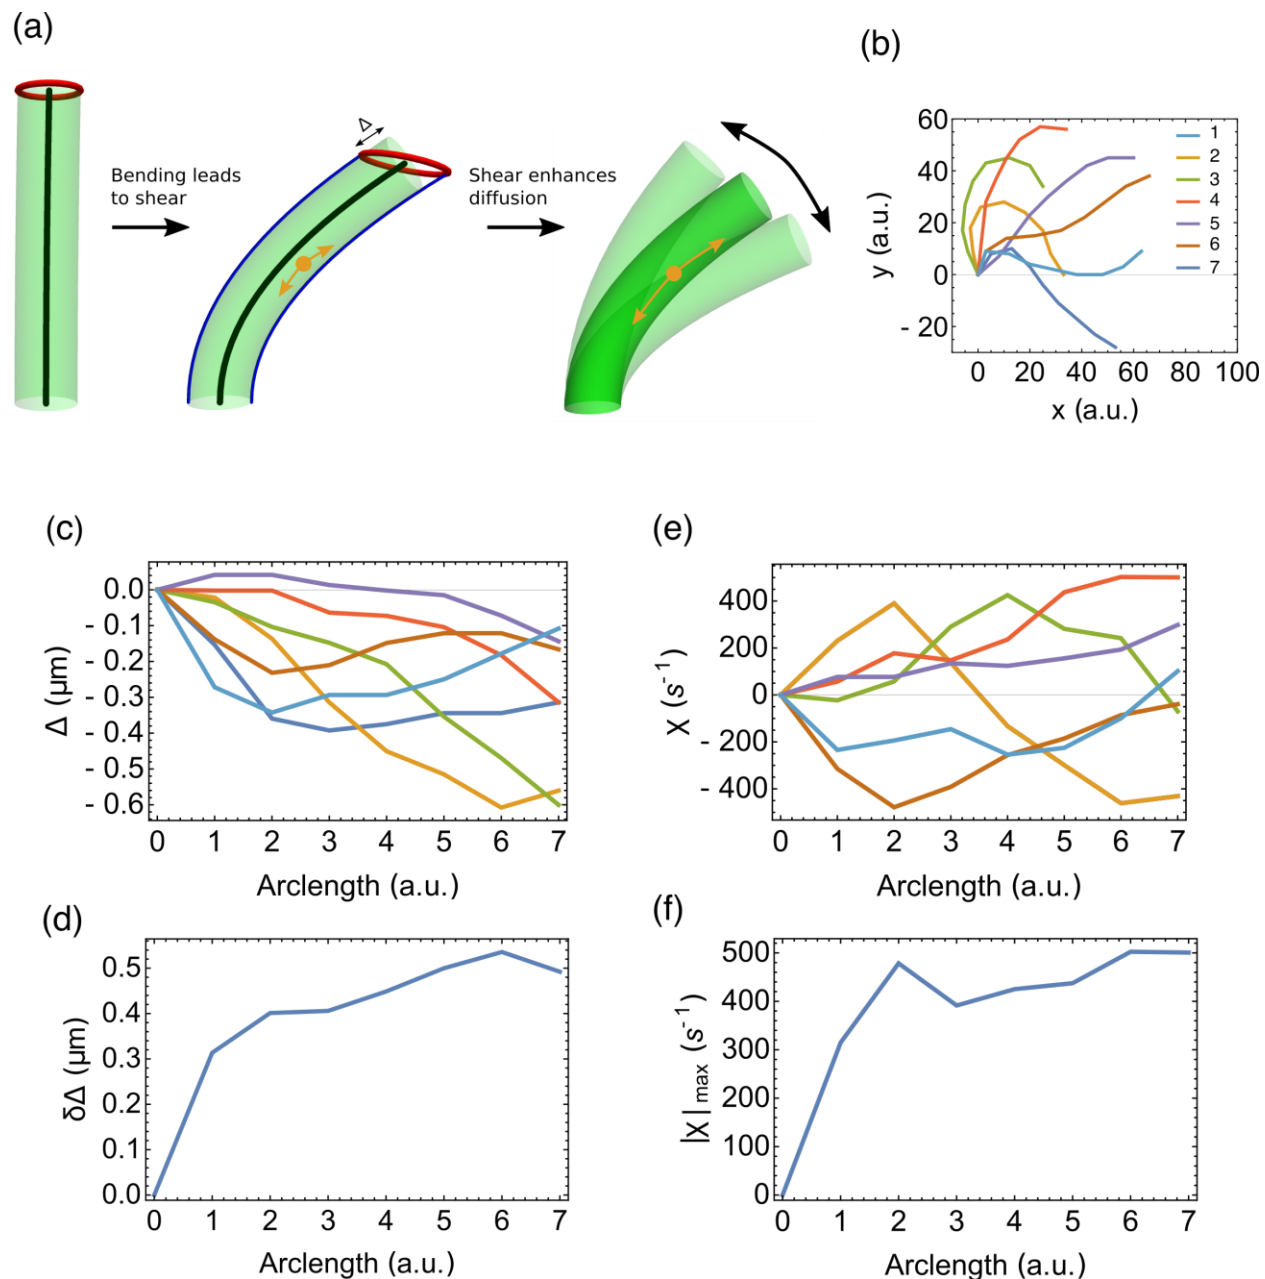 (a)
Bending leads
to shear
Δ
Shear enhances
diffusion
(b)
60
40
20
0
- 20
y (a.u.)
0 20 40 60 80 100
x (a.u.)
1
2
3
4
5
6
7
(c)
0.0
- 0.1
- 0.2
- 0.3
- 0.4
- 0.5
- 0.6
Δ (μm)
0 1 2 3 4 5 6 7
Arclength (a.u.)
(e)
400
200
0
- 200
- 400
X (s⁻¹)
0 1 2 3 4 5 6 7
Arclength (a.u.)
(d)
0.5
0.4
0.3
0.2
0.1
0.0
δΔ (μm)
0 1 2 3 4 5 6 7
Arclength (a.u.)
(f)
500
400
300
200
100
0
|X|max (s⁻¹)
0 1 2 3 4 5 6 7
Arclength (a.u.)